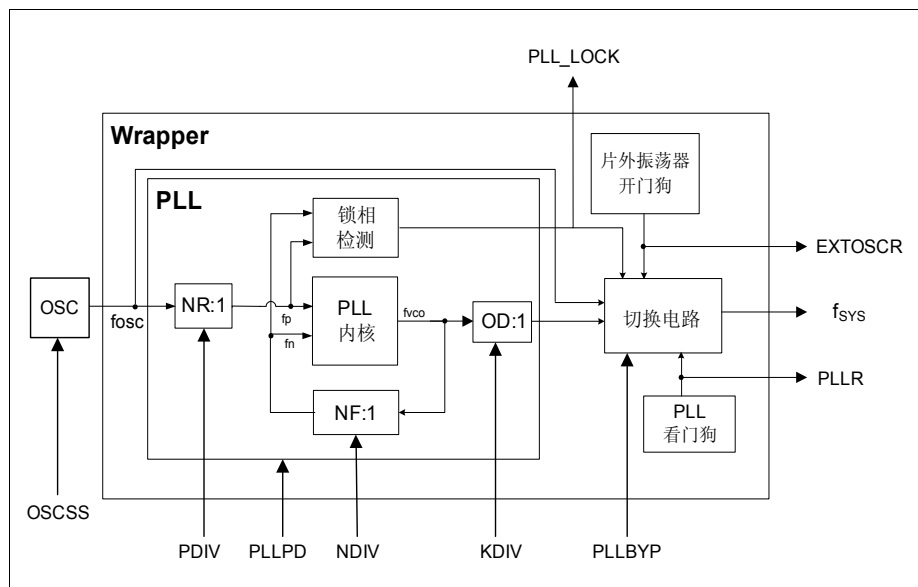 PLL_LOCK
Wrapper
片外振荡器
开门狗
PLL
锁相
检测
EXTOSCR
OSC
fosc
NR:1
fp
fn
PLL
内核
fvco
OD:1
切换电路
fSYS
PLLR
NF:1
PLL
看门狗
OSCSS
PDIV
PLLPD
NDIV
KDIV
PLLBYP